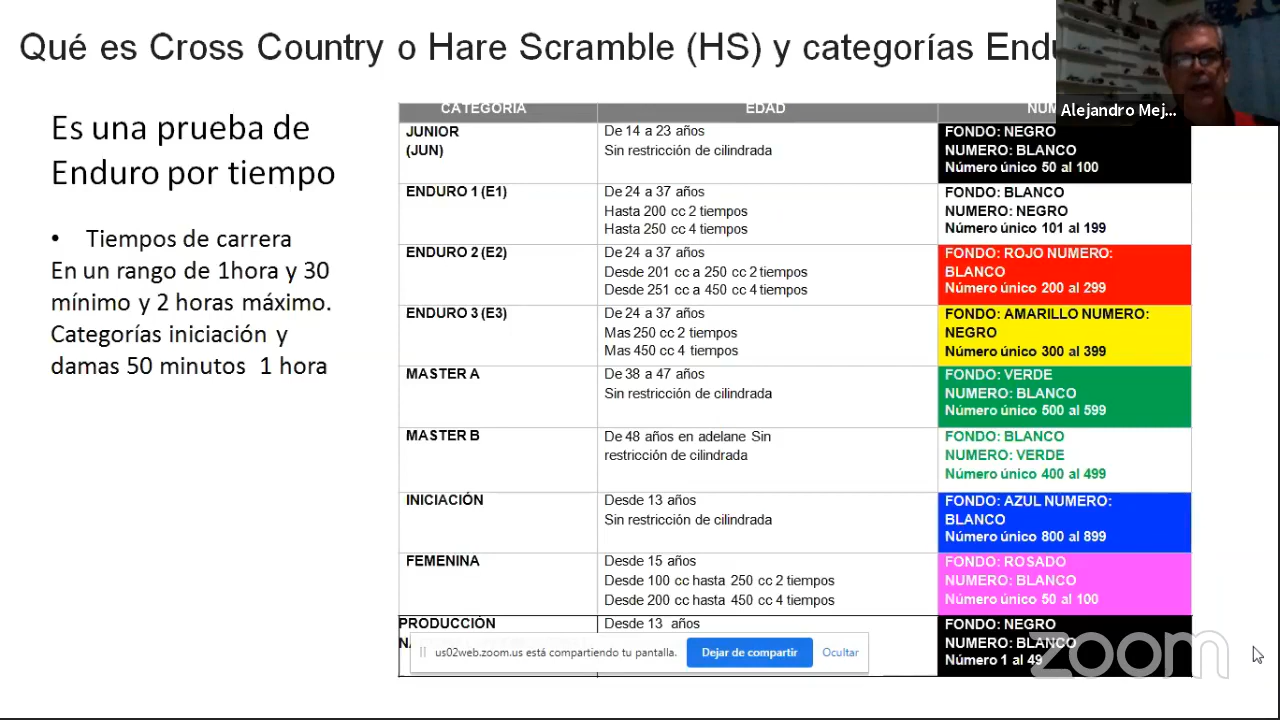 Qué es Cross Country o Hare Scramble (HS) y categorías
Alejandro Mej...
Es una prueba de
Enduro por tiempo
• Tiempos de carrera
En un rango de 1hora y 30
mínimo y 2 horas máximo.
Categorías iniciación y
damas 50 minutos 1 hora
CATEGORIA EDAD
JUNIOR
(JUN)
De 14 a 23 años
Sin restricción de cilindrada
FONDO: NEGRO
NUMERO: BLANCO
Número único 50 al 100
ENDURO 1 (E1)
De 24 a 37 años
Hasta 200 cc 2 tiempos
Hasta 250 cc 4 tiempos
FONDO: BLANCO
NUMERO: NEGRO
Número único 101 al 199
ENDURO 2 (E2)
De 24 a 37 años
Desde 201 cc a 250 cc 2 tiempos
Desde 251 cc a 450 cc 4 tiempos
FONDO: ROJO NUMERO:
BLANCO
Número único 200 al 299
ENDURO 3 (E3)
De 24 a 37 años
Mas 250 cc 2 tiempos
Mas 450 cc 4 tiempos
FONDO: AMARILLO NUMERO:
NEGRO
Número único 300 al 399
MASTER A
De 38 a 47 años
Sin restricción de cilindrada
FONDO: VERDE
NUMERO: BLANCO
Número único 500 al 599
MASTER B
De 48 años en adelane Sin
restricción de cilindrada
FONDO: BLANCO
NUMERO: VERDE
Número único 400 al 499
INICIACIÓN
Desde 13 años
Sin restricción de cilindrada
FONDO: AZUL NUMERO:
BLANCO
Número único 800 al 899
FEMENINA
Desde 15 años
Desde 100 cc hasta 250 cc 2 tiempos
Desde 200 cc hasta 450 cc 4 tiempos
FONDO: ROSADO
NUMERO: BLANCO
Número único 50 al 100
PRODUCCIÓN
Desde 13 años
FONDO: NEGRO
NUMERO: BLANCO
Número 1 al 49
us02web.zoom.us está compartiendo tu pantalla.
Dejar de compartir
Ocultar
zoom